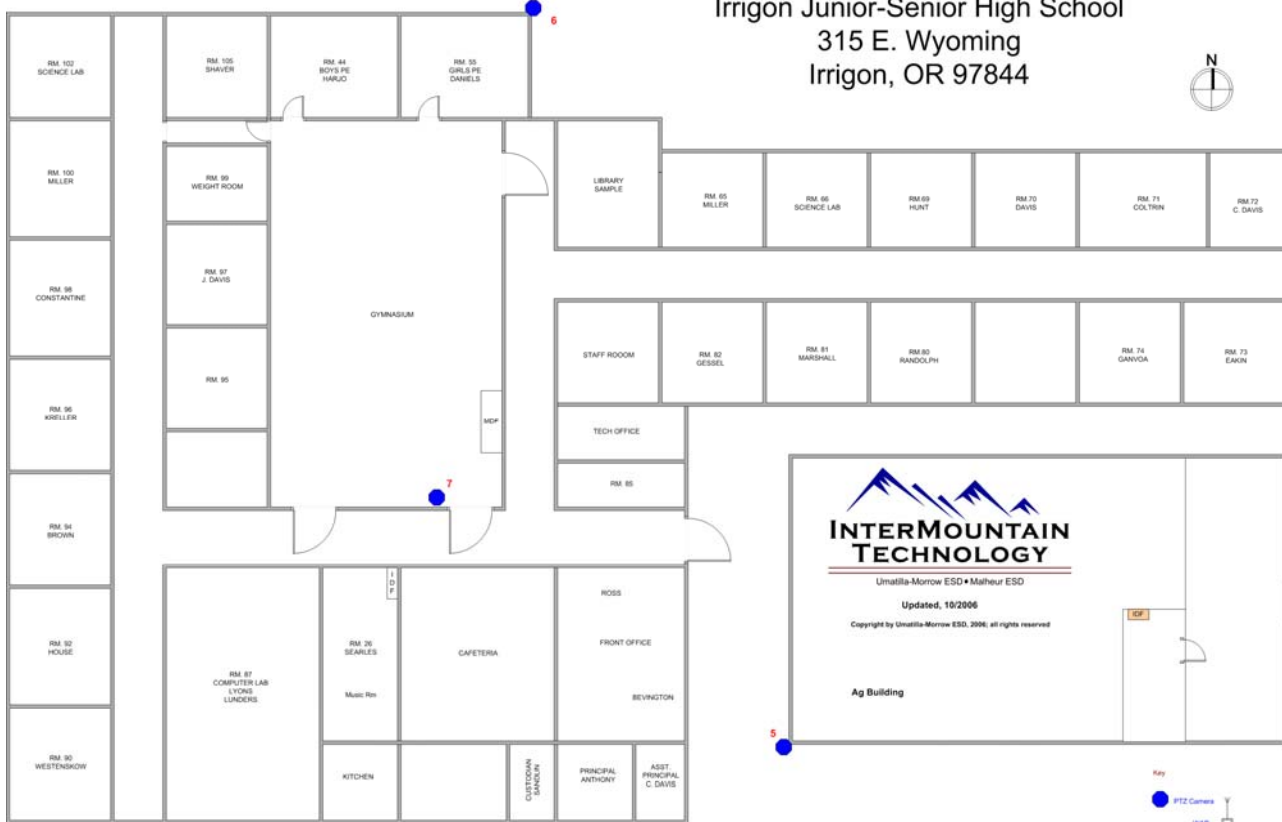 Irrigon Junior-Senior High School
315 E. Wyoming
Irrigon, OR 97844
N
6
RM. 102
SCIENCE LAB
RM. 105
SHAVER
RM. 44
BOYS PE
HARJO
RM. 55
GIRLS PE
DANIELS
RM. 100
MILLER
RM. 99
WEIGHT ROOM
LIBRARY
SAMPLE
RM. 65
MILLER
RM. 66
SCIENCE LAB
RM.69
HUNT
RM.70
DAVIS
RM. 71
COLTRIN
RM.72
C. DAVIS
RM. 98
CONSTANTINE
RM. 97
J. DAVIS
GYMNASIUM
STAFF ROOOM
RM. 82
GESSEL
RM. 81
MARSHALL
RM.80
RANDOLPH
RM. 74
GANVOA
RM. 73
EAKIN
RM. 96
KRELLER
RM. 95
MDF
TECH OFFICE
RM. 85
7
RM. 94
BROWN
INTERMOUNTAIN
TECHNOLOGY
Umatilla-Morrow ESD • Malheur ESD
Updated, 10/2006
Copyright by Umatilla-Morrow ESD, 2006; all rights reserved
IDF
Ag Building
5
RM. 92
HOUSE
RM. 87
COMPUTER LAB
LYONS
LUNDERS
RM. 26
SEARLES
Music Rm
I
D
F
CAFETERIA
ROSS
FRONT OFFICE
BEVINGTON
RM. 90
WESTENSKOW
KITCHEN
CUSTODIAN
SANDLIN
PRINCIPAL
ANTHONY
ASST.
PRINCIPAL
C. DAVIS
Key
PTZ Camera